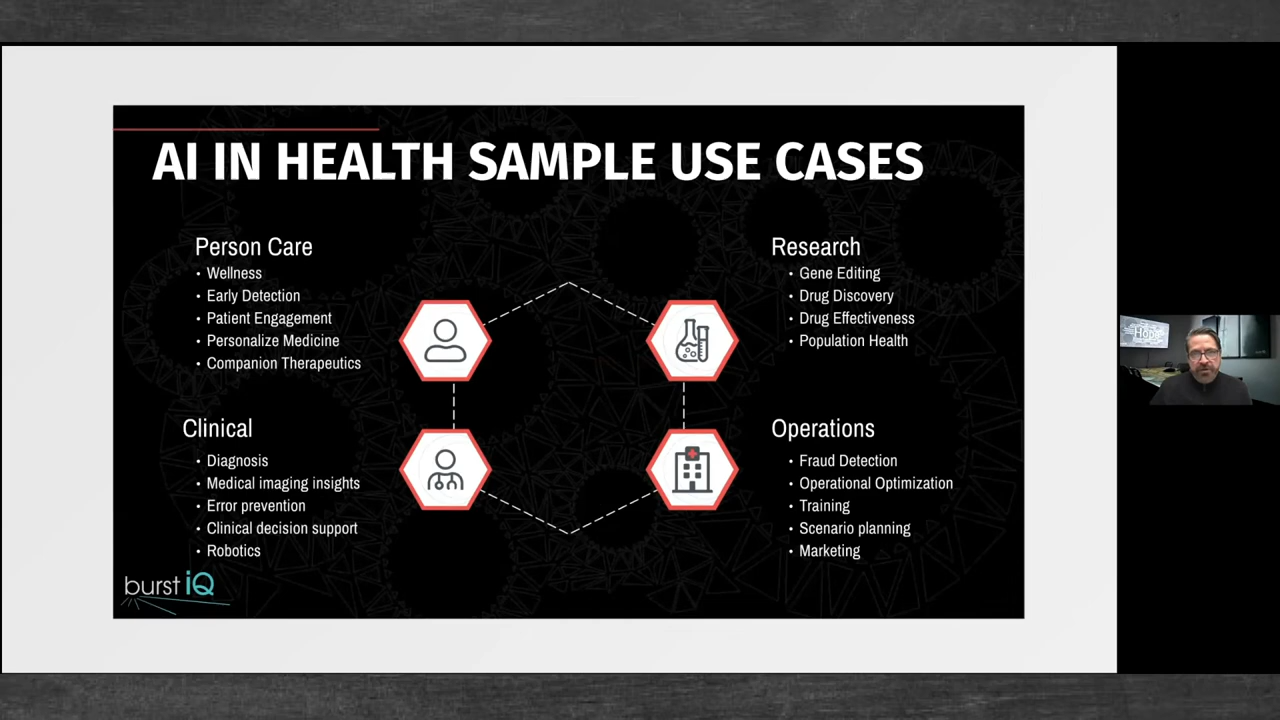 AI IN HEALTH SAMPLE USE CASES
Person Care
• Wellness
• Early Detection
• Patient Engagement
• Personalize Medicine
• Companion Therapeutics
Clinical
• Diagnosis
• Medical imaging insights
• Error prevention
• Clinical decision support
• Robotics
Research
• Gene Editing
• Drug Discovery
• Drug Effectiveness
• Population Health
Operations
• Fraud Detection
• Operational Optimization
• Training
• Scenario planning
• Marketing
burst iQ